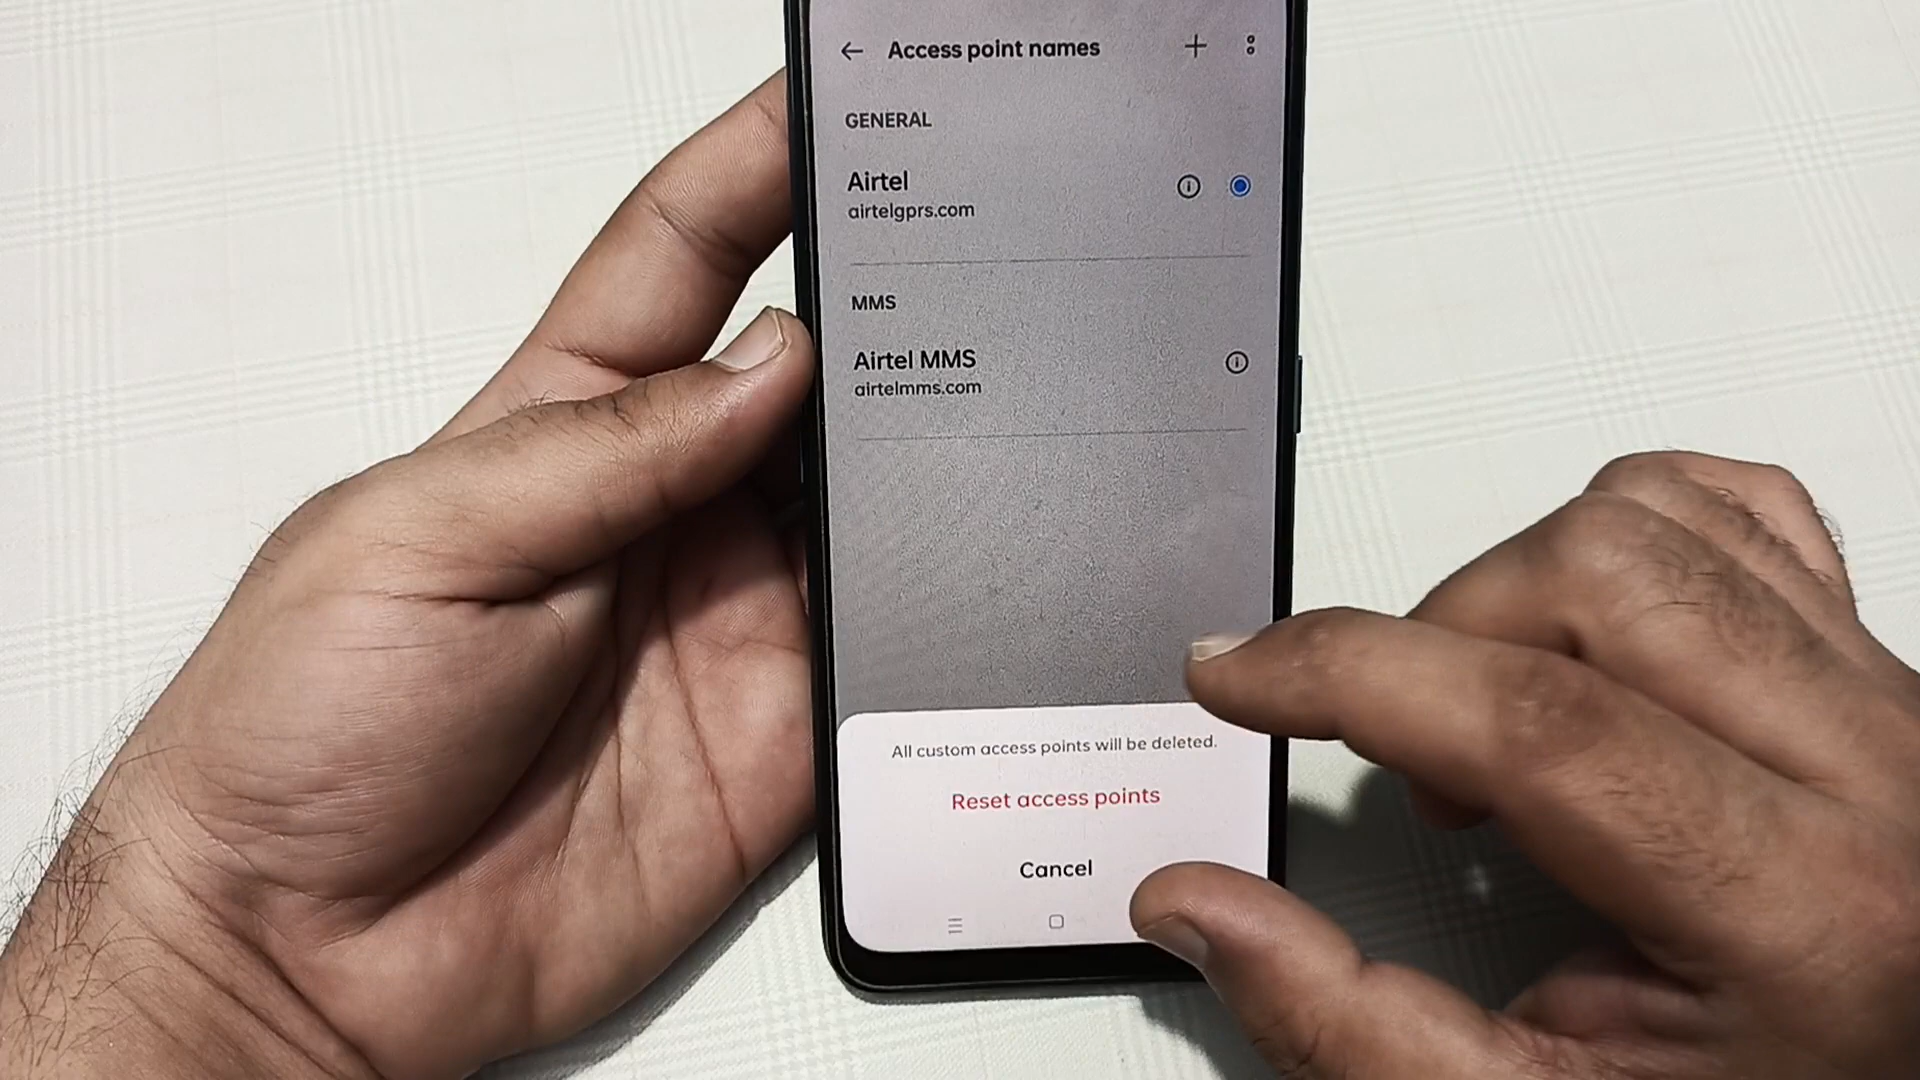 Access point names
GENERAL
Airtel
airtelgprs.com
MMS
Airtel MMS
airtelmms.com
All custom access points will be deleted.
Reset access points
Cancel